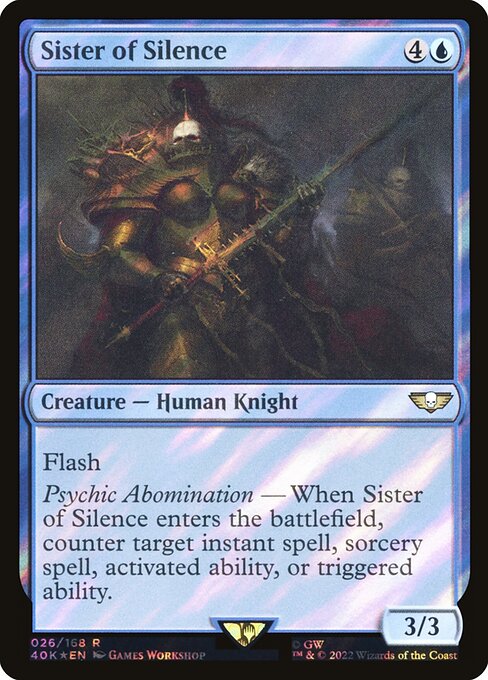 Sister of Silence 4
Creature — Human Knight
Flash
Psychic Abomination — When Sister
of Silence enters the battlefield,
counter target instant spell, sorcery
spell, activated ability, or triggered
ability.
3/3
026/168 R
40K★EN Games Workshop
© GW
™ & © 2022 Wizards of the Coast